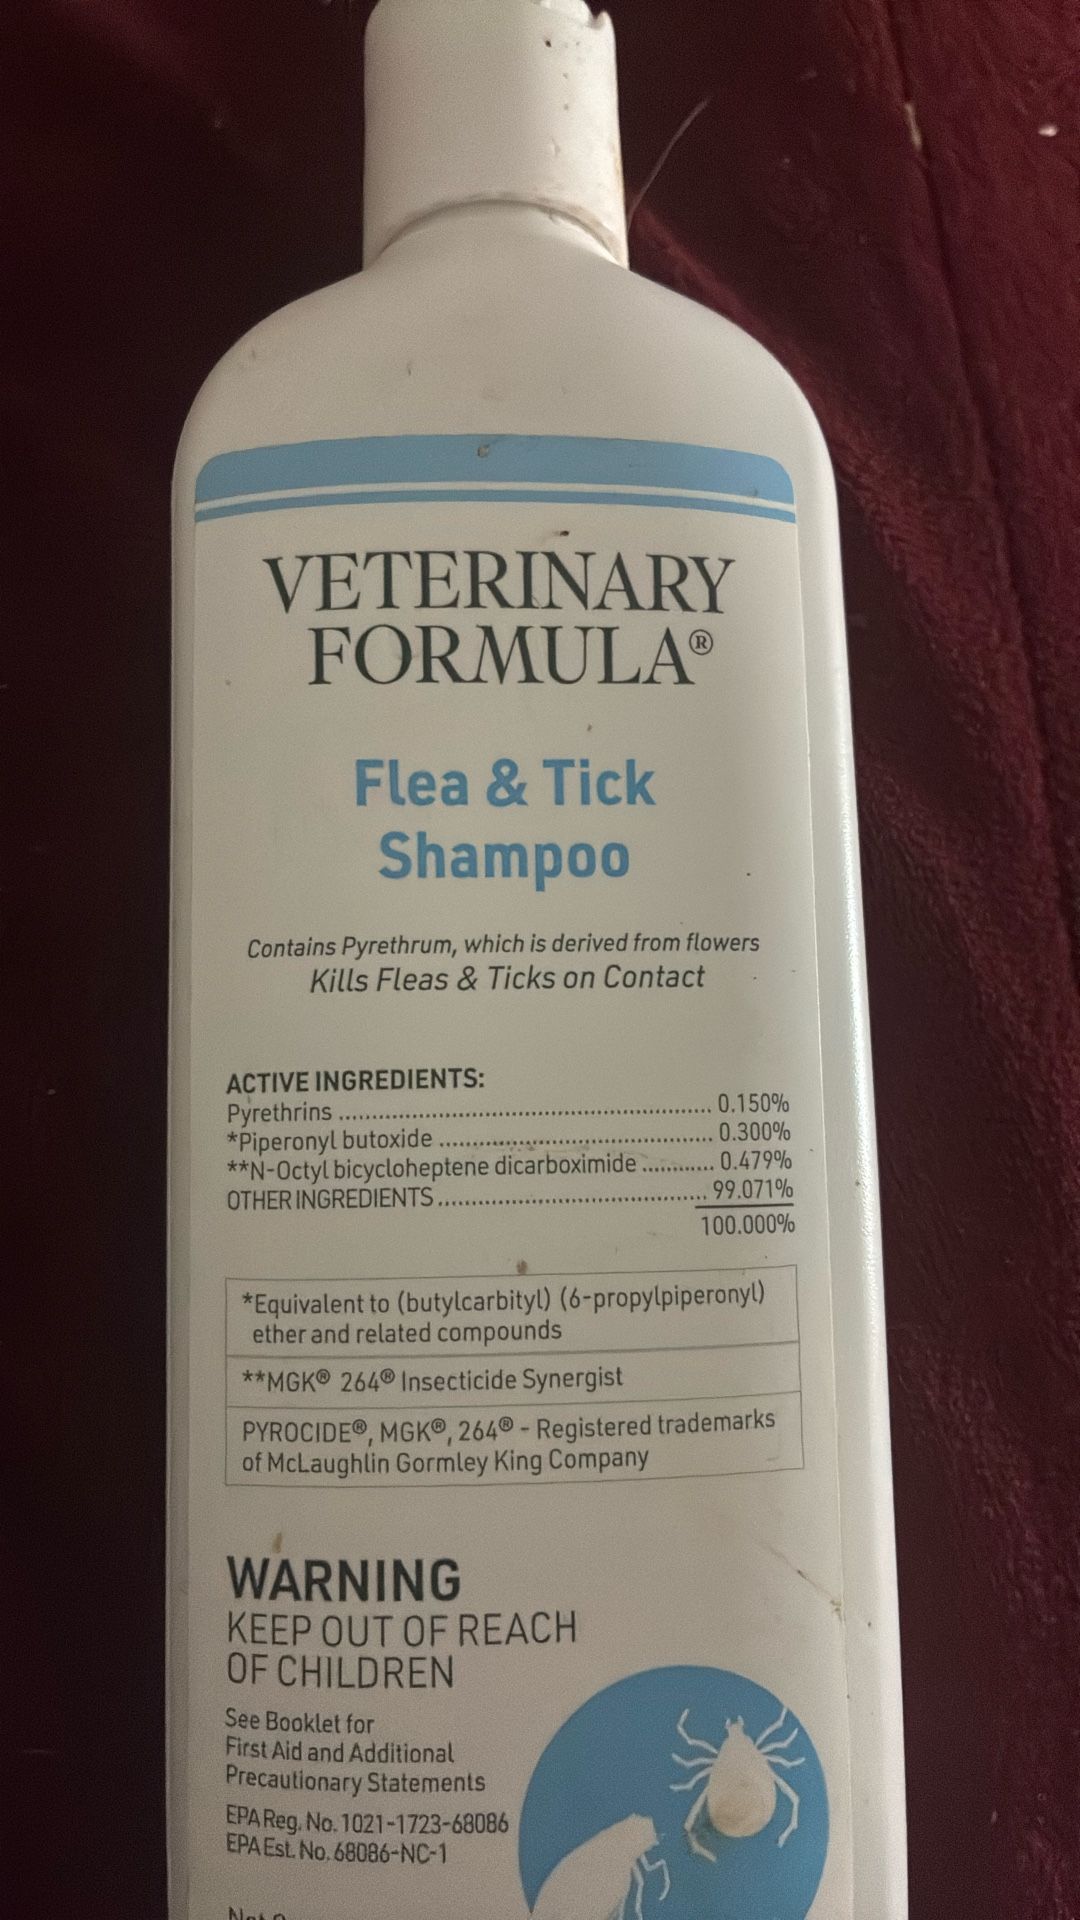 VETERINARY
FORMULA®
Flea & Tick
Shampoo
Contains Pyrethrum, which is derived from flowers
Kills Fleas & Ticks on Contact
ACTIVE INGREDIENTS:
Pyrethrins ........................................................ 0.150%
*Piperonyl butoxide ......................................... 0.300%
**N-Octyl bicycloheptene dicarboximide ............ 0.479%
OTHER INGREDIENTS ........................................ 99.071%
100.000%
*Equivalent to (butylcarbityl) (6-propylpiperonyl)
ether and related compounds
**MGK® 264® Insecticide Synergist
PYROCIDE®, MGK®, 264® - Registered trademarks
of McLaughlin Gormley King Company
WARNING
KEEP OUT OF REACH
OF CHILDREN
See Booklet for
First Aid and Additional
Precautionary Statements
EPA Reg. No. 1021-1723-68086
EPA Est. No. 68086-NC-1